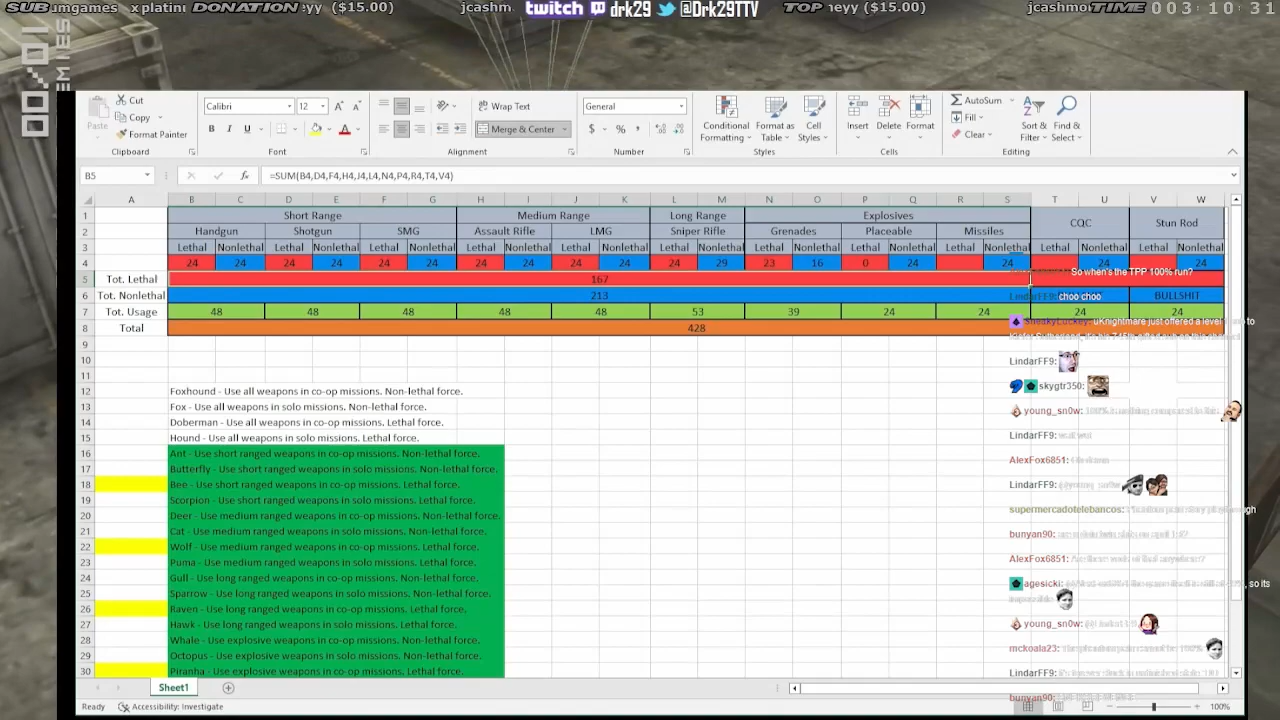 SUB umgames x platin DONATION eyy ($15.00) jcashm twitch drk29 @Drk29TTV TOP neyy ($15.00) jcashmo TIME 003:10:31
00/01
Cut
Copy
Paste
Format Painter
Clipboard
Calibri 12
B I U
Font
Wrap Text
Merge & Center
Alignment
General
$ % ,
Number
Conditional Formatting
Format as Table
Cell Styles
Styles
Insert Delete Format
Cells
AutoSum
Fill
Clear
Sort & Filter
Find & Select
Editing
B5 fx =SUM(B4,D4,F4,H4,J4,L4,N4,P4,R4,T4,V4)
A B C D E F G H I J K L M N O P Q R S T U V W
1 Short Range Medium Range Long Range Explosives CQC Stun Rod
2 Handgun Shotgun SMG Assault Rifle LMG Sniper Rifle Grenades Placeable Missiles
3 Lethal Nonlethal Lethal Nonlethal Lethal Nonlethal Lethal Nonlethal Lethal Nonlethal Lethal Nonlethal Lethal Nonlethal Lethal Nonlethal Lethal Nonlethal Lethal Nonlethal Lethal Nonlethal
4 24 24 24 24 24 24 24 24 24 24 24 29 23 16 0 24 24 24 24
5 Tot. Lethal 167 So when's the TPP 100% run?
6 Tot. Nonlethal 213 LindarFF9: choo choo BULLSHIT
7 Tot. Usage 48 48 48 48 48 53 39 24 24 24 24
8 Total 428
SneakyLuckey: uKnightmare just offered a level
9
10 LindarFF9:
11
12 Foxhound - Use all weapons in co-op missions. Non-lethal force. skygtr350:
13 Fox - Use all weapons in solo missions. Non-lethal force. young_sn0w:
14 Doberman - Use all weapons in co-op missions. Lethal force.
15 Hound - Use all weapons in solo missions. Lethal force. LindarFF9:
16 Ant - Use short ranged weapons in co-op missions. Non-lethal force. AlexFox6851:
17 Butterfly - Use short ranged weapons in solo missions. Non-lethal force.
18 Bee - Use short ranged weapons in co-op missions. Lethal force. LindarFF9:
19 Scorpion - Use short ranged weapons in solo missions. Lethal force. supermercadotelebancos:
20 Deer - Use medium ranged weapons in co-op missions. Non-lethal force.
21 Cat - Use medium ranged weapons in solo missions. Non-lethal force. bunyan90:
22 Wolf - Use medium ranged weapons in co-op missions. Lethal force. AlexFox6851:
23 Puma - Use medium ranged weapons in solo missions. Lethal force.
24 Gull - Use long ranged weapons in co-op missions. Non-lethal force. agesicki:
25 Sparrow - Use long ranged weapons in solo missions. Non-lethal force.
26 Raven - Use long ranged weapons in co-op missions. Lethal force. young_sn0w:
27 Hawk - Use long ranged weapons in solo missions. Lethal force.
28 Whale - Use explosive weapons in co-op missions. Non-lethal force. mckoala23:
29 Octopus - Use explosive weapons in solo missions. Non-lethal force.
30 Piranha - Use explosive weapons in co-op missions. Lethal force. LindarFF9:
Sheet1 bunyan90:
Ready Accessibility: Investigate 100%